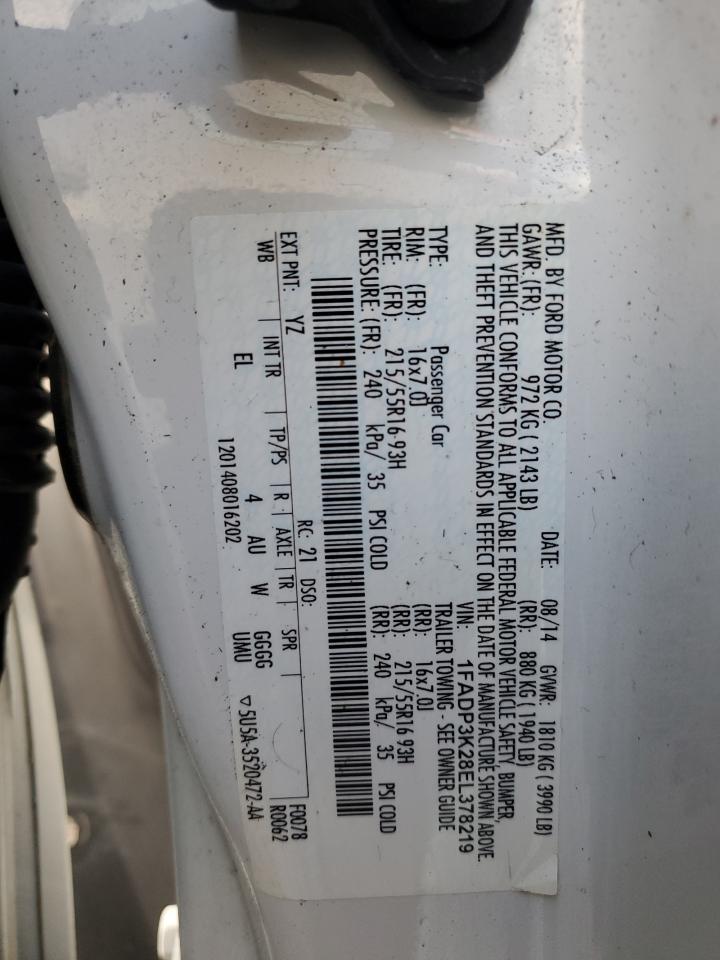 MFD. BY FORD MOTOR CO. DATE: 08/14 GVWR: 1810 KG ( 3990 LB)
GAWR: (FR): 972 KG ( 2143 LB) (RR): 880 KG ( 1940 LB)
THIS VEHICLE CONFORMS TO ALL APPLICABLE FEDERAL MOTOR VEHICLE SAFETY, BUMPER,
AND THEFT PREVENTION STANDARDS IN EFFECT ON THE DATE OF MANUFACTURE SHOWN ABOVE.
VIN: 1FADP3K28EL378219
TYPE: Passenger Car TRAILER TOWING - SEE OWNER GUIDE
RIM: (FR): 16x7.0J (RR): 16x7.0J
TIRE: (FR): 215/55R16 93H (RR): 215/55R16 93H
PRESSURE: (FR): 240 kPa/ 35 PSI COLD (RR): 240 kPa/ 35 PSI COLD
RC: 21 DSO: F0078
EXT PNT: YZ R0062
WB INT TR TP/PS R AXLE TR SPR
EL 4 AU W GGGG
UMU
1201408016202 ▽5U5A-3520472-AA